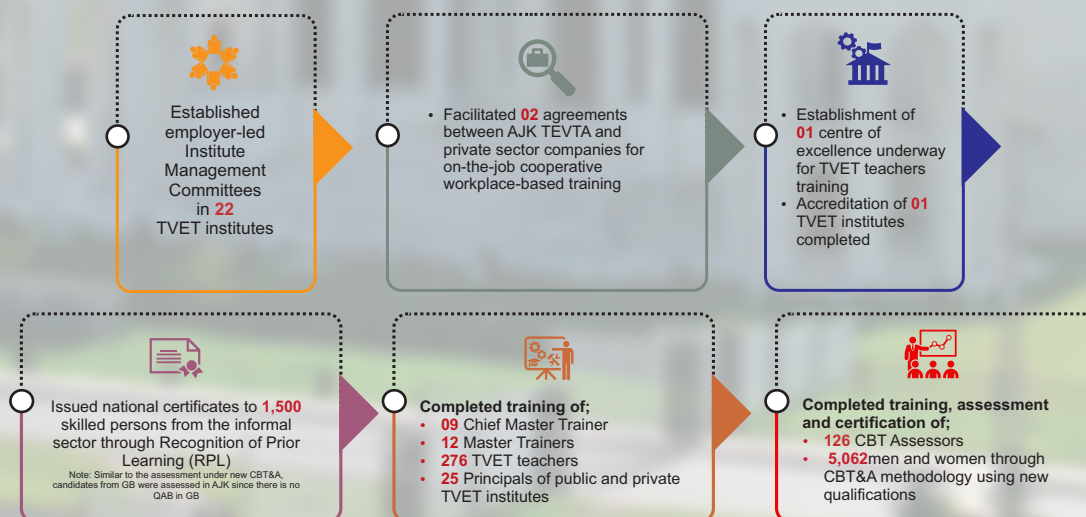 Established
employer-led
Institute
Management
Committees
in 22
TVET institutes
• Facilitated 02 agreements
between AJK TEVTA and
private sector companies for
on-the-job cooperative
workplace-based training
• Establishment of
01 centre of
excellence underway
for TVET teachers
training
• Accreditation of 01
TVET institutes
completed
Issued national certificates to 1,500
skilled persons from the informal
sector through Recognition of Prior
Learning (RPL)
Note: Similar to the assessment under new CBT&A,
candidates from GB were assessed in AJK since there is no
QAB in GB
Completed training of;
• 09 Chief Master Trainer
• 12 Master Trainers
• 276 TVET teachers
• 25 Principals of public and private
TVET institutes
Completed training, assessment
and certification of;
• 126 CBT Assessors
• 5,062men and women through
CBT&A methodology using new
qualifications